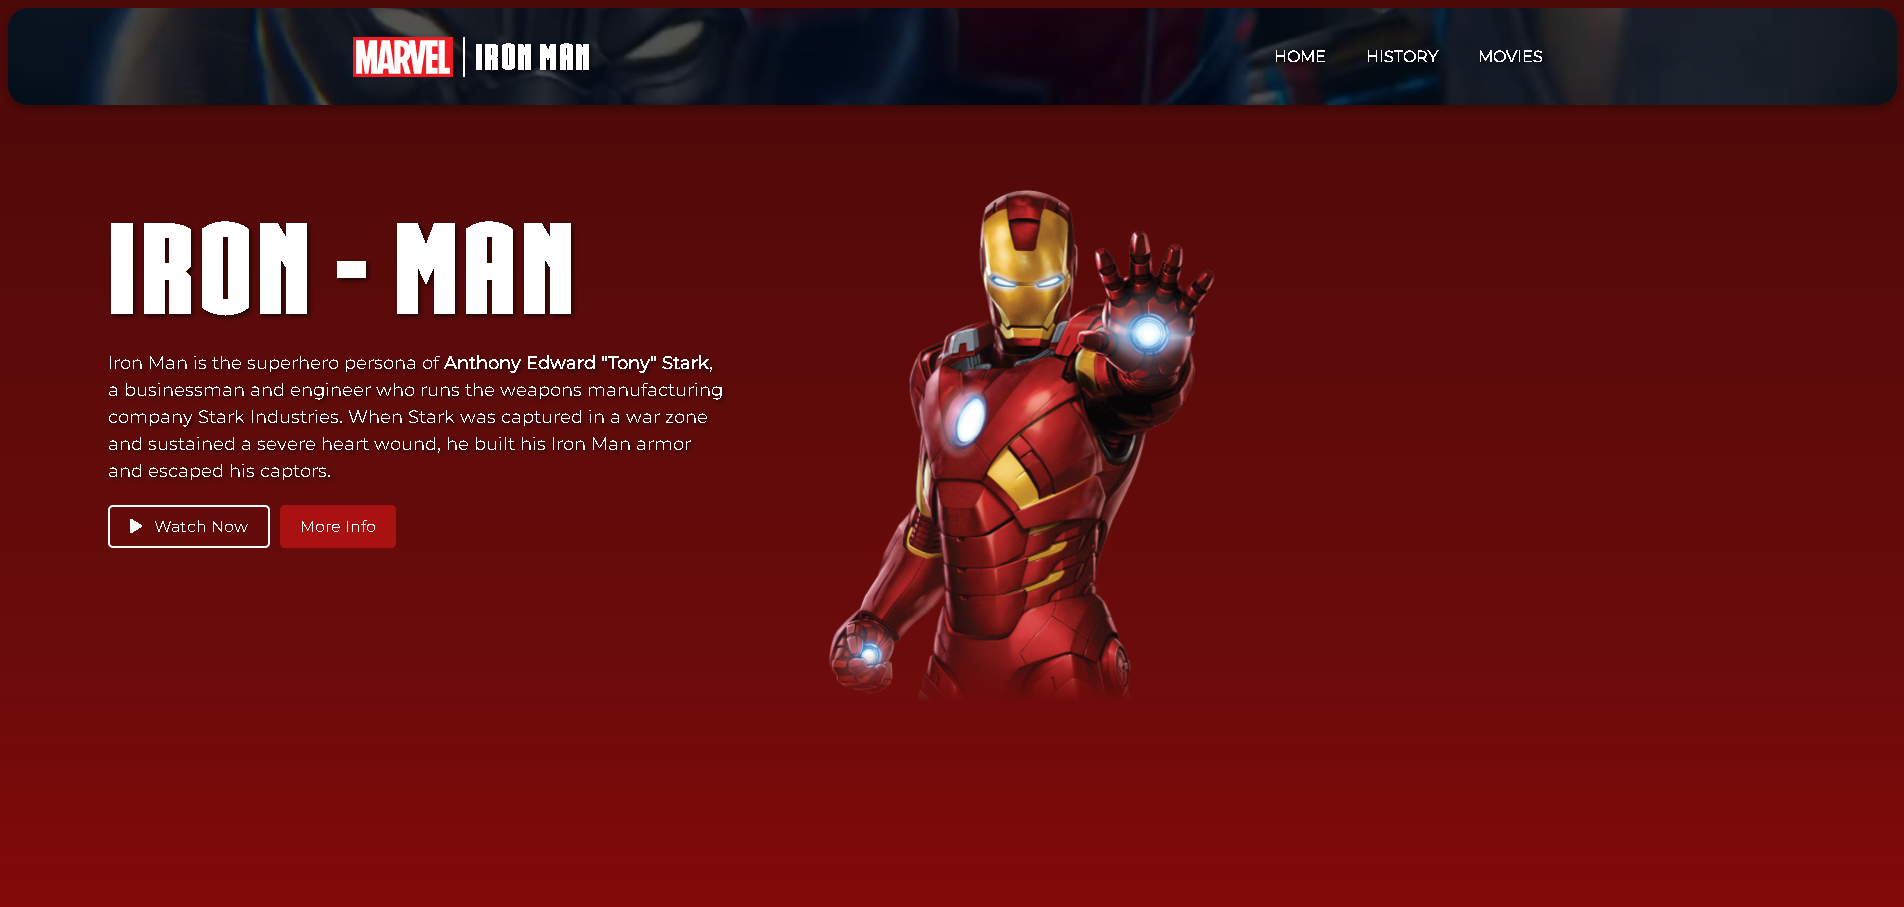 MARVEL IRON MAN HOME HISTORY MOVIES
IRON - MAN
Iron Man is the superhero persona of Anthony Edward "Tony" Stark,
a businessman and engineer who runs the weapons manufacturing
company Stark Industries. When Stark was captured in a war zone
and sustained a severe heart wound, he built his Iron Man armor
and escaped his captors.
Watch Now More Info